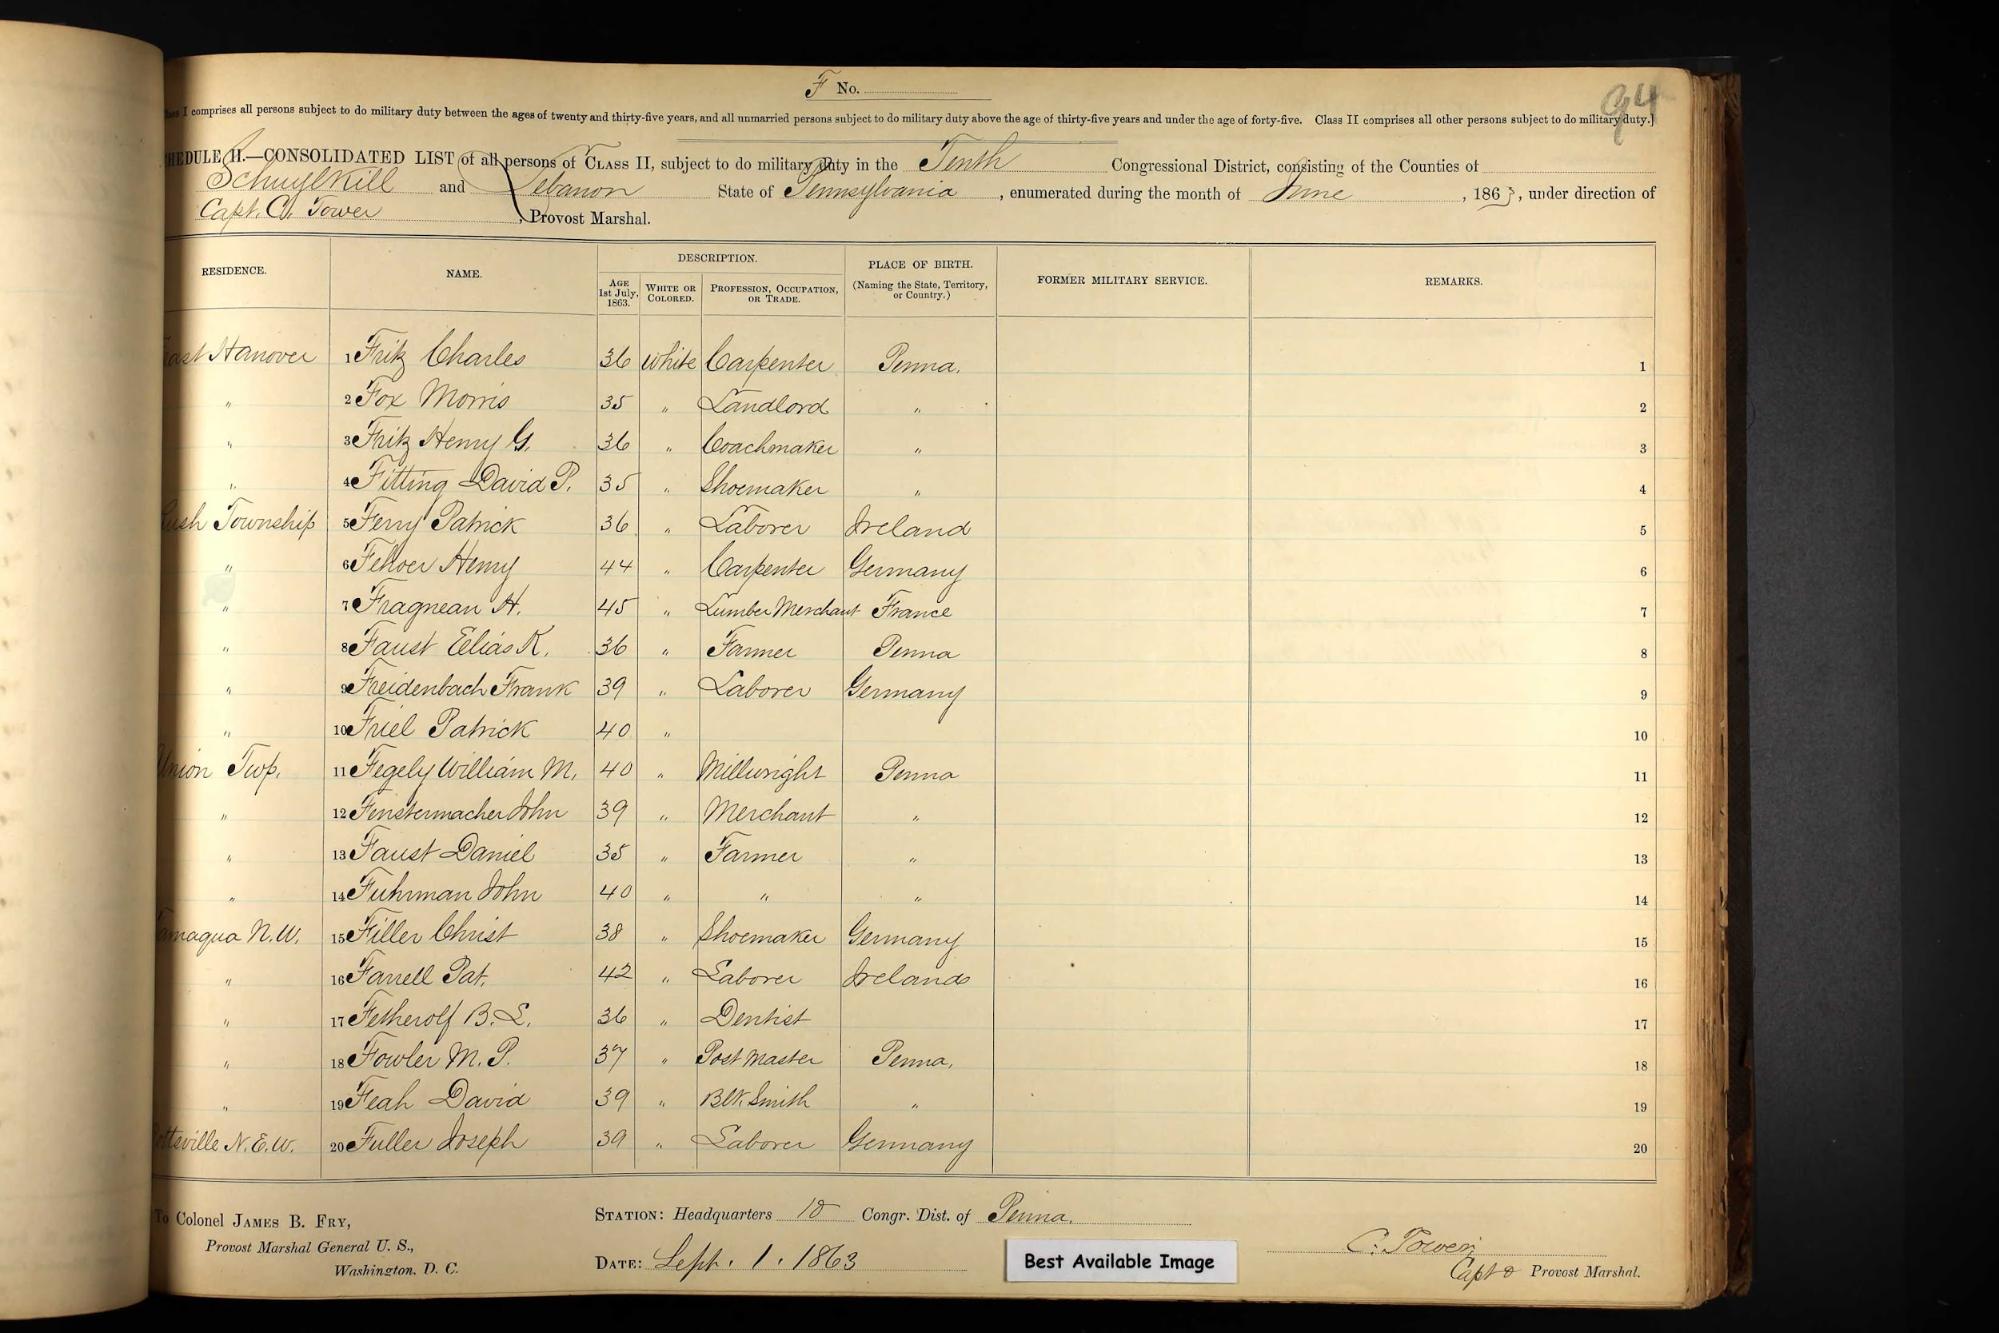 F No.
94
Class I comprises all persons subject to do military duty between the ages of twenty and thirty-five years, and all unmarried persons subject to do military duty above the age of thirty-five years and under the age of forty-five. Class II comprises all other persons subject to do military duty.]
HEDULE II.—CONSOLIDATED LIST of all persons of CLASS II, subject to do military duty in the Tenth Congressional District, consisting of the Counties of
Schuylkill and Lebanon State of Pennsylvania, enumerated during the month of June, 1863, under direction of
Capt. C. Tower, Provost Marshal.
RESIDENCE. NAME. DESCRIPTION. PLACE OF BIRTH. (Naming the State, Territory, or Country.) FORMER MILITARY SERVICE. REMARKS.
AGE 1st July, 1863. WHITE OR COLORED. PROFESSION, OCCUPATION, OR TRADE.
East Hanover 1 Fritz Charles 36 White Carpenter Penna. 1
" 2 Fox Morris 35 " Landlord " 2
" 3 Fritz Henry G. 36 " Coachmaker " 3
" 4 Fitting David P. 35 " Shoemaker " 4
Rush Township 5 Ferry Patrick 36 " Laborer Ireland 5
" 6 Henry 44 " Carpenter Germany 6
" 7 Fragnean H. 45 " Lumber Merchant France 7
" 8 Faust Elias K. 36 " Farmer Penna 8
" 9 Freidenbach Frank 39 " Laborer Germany 9
" 10 Friel Patrick 40 " 10
Union Twp. 11 Fegely William M. 40 " Millwright Penna 11
" 12 Fenstermacher John 39 " Merchant " 12
" 13 Faust Daniel 35 " Farmer " 13
" 14 Fuhrman John 40 " " " 14
Tamaqua N.W. 15 Filler Christ 38 " Shoemaker Germany 15
" 16 Farrell Pat. 42 " Laborer Ireland 16
" 17 Fetherolf B. L. 36 " Dentist 17
" 18 Fowler M. P. 37 " Post Master Penna. 18
" 19 Feah David 39 " Blk. Smith " 19
Pottsville N.E.W. 20 Fuller Joseph 39 " Laborer Germany 20
To Colonel JAMES B. FRY,
Provost Marshal General U. S.,
Washington, D. C.
STATION: Headquarters 10 Congr. Dist. of Penna.
DATE: Sept. 1. 1863
Best Available Image
C. Tower
Capt & Provost Marshal.